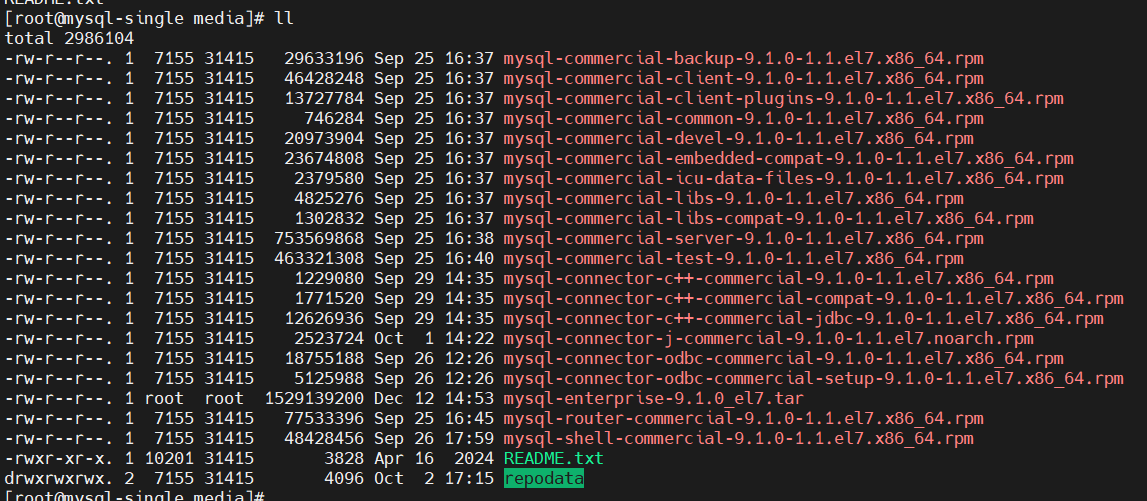 README.txt
[root@mysql-single media]# ll
total 2986104
-rw-r--r--. 1  7155 31415   29633196 Sep 25 16:37 mysql-commercial-backup-9.1.0-1.1.el7.x86_64.rpm
-rw-r--r--. 1  7155 31415   46428248 Sep 25 16:37 mysql-commercial-client-9.1.0-1.1.el7.x86_64.rpm
-rw-r--r--. 1  7155 31415   13727784 Sep 25 16:37 mysql-commercial-client-plugins-9.1.0-1.1.el7.x86_64.rpm
-rw-r--r--. 1  7155 31415     746284 Sep 25 16:37 mysql-commercial-common-9.1.0-1.1.el7.x86_64.rpm
-rw-r--r--. 1  7155 31415   20973904 Sep 25 16:37 mysql-commercial-devel-9.1.0-1.1.el7.x86_64.rpm
-rw-r--r--. 1  7155 31415   23674808 Sep 25 16:37 mysql-commercial-embedded-compat-9.1.0-1.1.el7.x86_64.rpm
-rw-r--r--. 1  7155 31415    2379580 Sep 25 16:37 mysql-commercial-icu-data-files-9.1.0-1.1.el7.x86_64.rpm
-rw-r--r--. 1  7155 31415    4825276 Sep 25 16:37 mysql-commercial-libs-9.1.0-1.1.el7.x86_64.rpm
-rw-r--r--. 1  7155 31415    1302832 Sep 25 16:37 mysql-commercial-libs-compat-9.1.0-1.1.el7.x86_64.rpm
-rw-r--r--. 1  7155 31415  753569868 Sep 25 16:38 mysql-commercial-server-9.1.0-1.1.el7.x86_64.rpm
-rw-r--r--. 1  7155 31415  463321308 Sep 25 16:40 mysql-commercial-test-9.1.0-1.1.el7.x86_64.rpm
-rw-r--r--. 1  7155 31415    1229080 Sep 29 14:35 mysql-connector-c++-commercial-9.1.0-1.1.el7.x86_64.rpm
-rw-r--r--. 1  7155 31415    1771520 Sep 29 14:35 mysql-connector-c++-commercial-compat-9.1.0-1.1.el7.x86_64.rpm
-rw-r--r--. 1  7155 31415   12626936 Sep 29 14:35 mysql-connector-c++-commercial-jdbc-9.1.0-1.1.el7.x86_64.rpm
-rw-r--r--. 1  7155 31415    2523724 Oct  1 14:22 mysql-connector-j-commercial-9.1.0-1.1.el7.noarch.rpm
-rw-r--r--. 1  7155 31415   18755188 Sep 26 12:26 mysql-connector-odbc-commercial-9.1.0-1.1.el7.x86_64.rpm
-rw-r--r--. 1  7155 31415    5125988 Sep 26 12:26 mysql-connector-odbc-commercial-setup-9.1.0-1.1.el7.x86_64.rpm
-rw-r--r--. 1 root  root  1529139200 Dec 12 14:53 mysql-enterprise-9.1.0_el7.tar
-rw-r--r--. 1  7155 31415   77533396 Sep 25 16:45 mysql-router-commercial-9.1.0-1.1.el7.x86_64.rpm
-rw-r--r--. 1  7155 31415   48428456 Sep 26 17:59 mysql-shell-commercial-9.1.0-1.1.el7.x86_64.rpm
-rwxr-xr-x. 1 10201 31415       3828 Apr 16  2024 README.txt
drwxrwxrwx. 2  7155 31415       4096 Oct  2 17:15 repodata
[root@mysql-single media]#